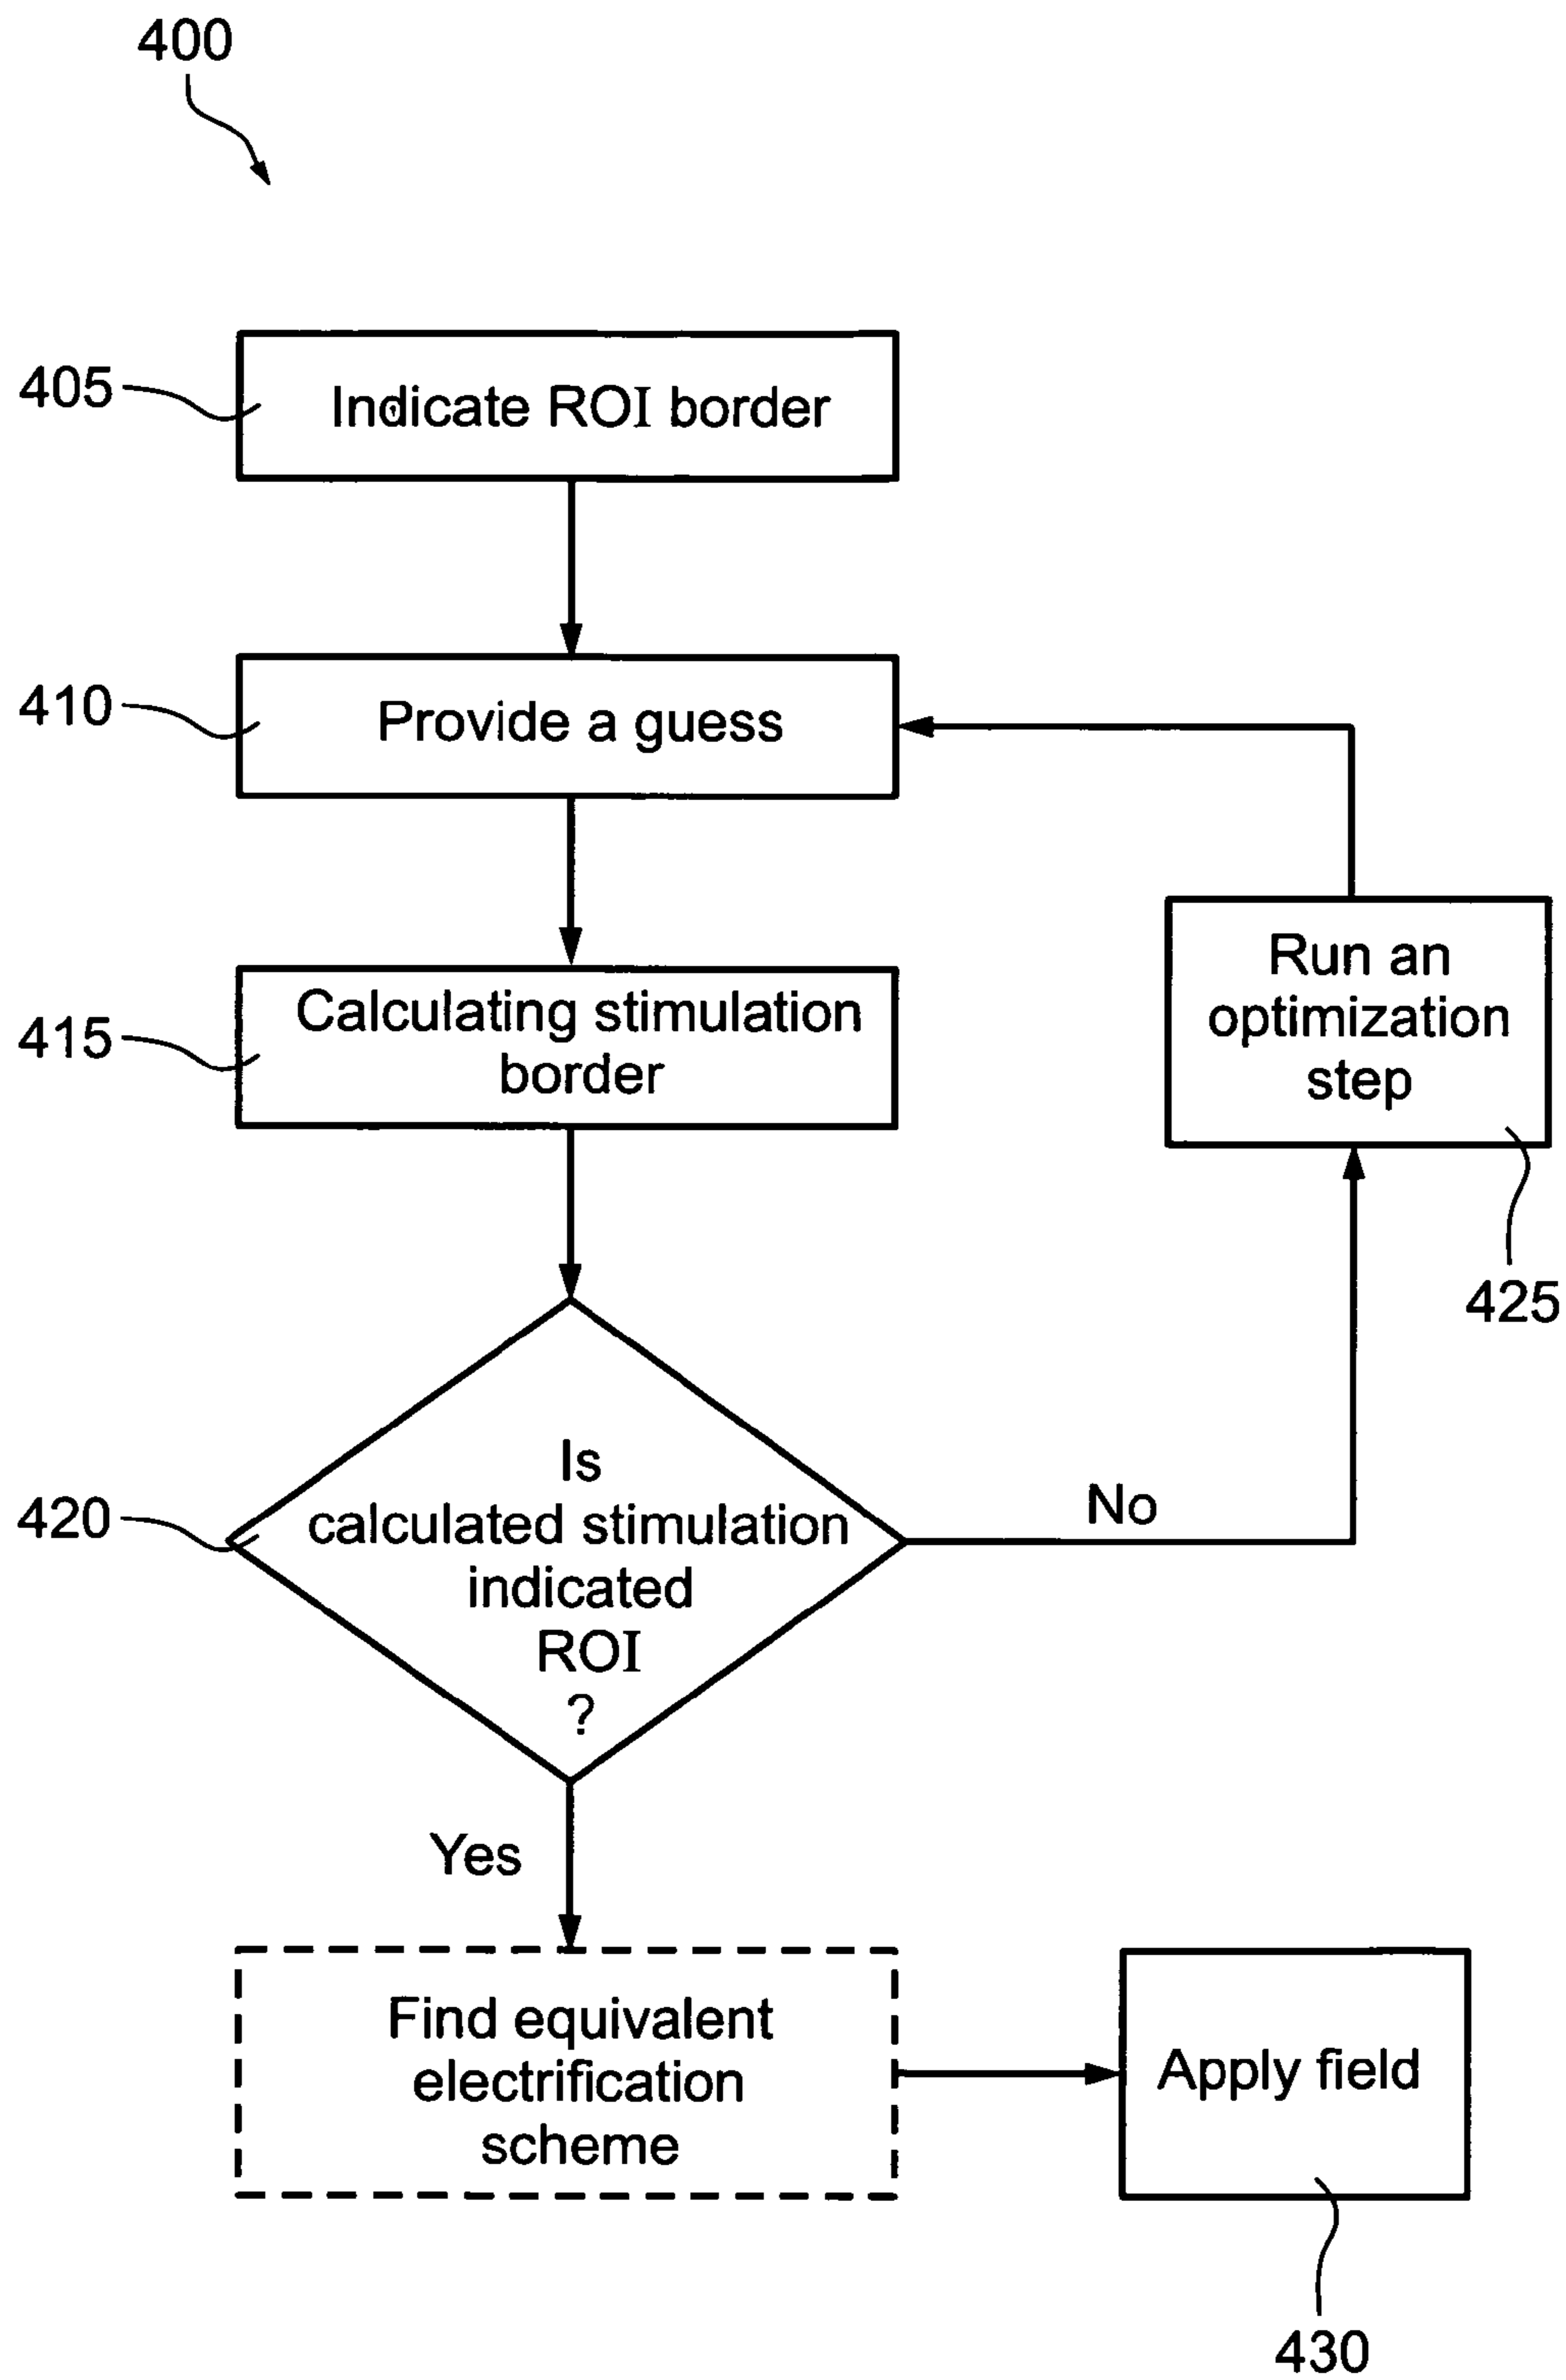 400
405
Indicate ROI border
410
Provide a guess
415
Calculating stimulation
border
Run an
optimization
step
425
420
Is
calculated stimulation
indicated
ROI
?
No
Yes
Find equivalent
electrification
scheme
Apply field
430